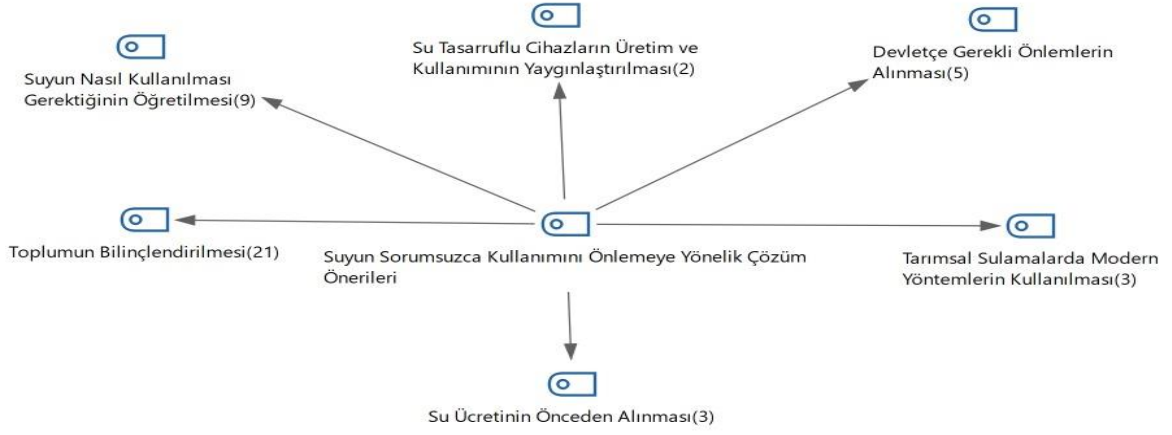 Su Tasarruflu Cihazların Üretim ve
Kullanımının Yaygınlaştırılması(2)
Devletçe Gerekli Önlemlerin
Alınması(5)
Suyun Nasıl Kullanılması
Gerektiğinin Öğretilmesi(9)
Toplumun Bilinçlendirilmesi(21)
Suyun Sorumsuzca Kullanımını Önlemeye Yönelik Çözüm
Önerileri
Tarımsal Sulamalarda Modern
Yöntemlerin Kullanılması(3)
Su Ücretinin Önceden Alınması(3)